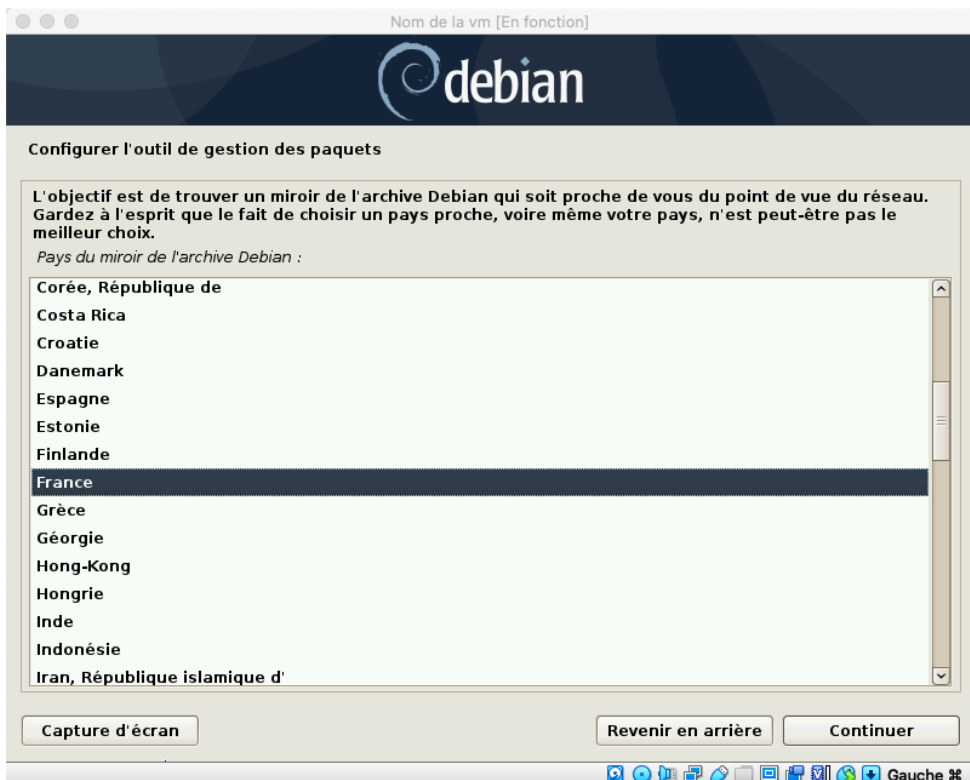 Nom de la vm [En fonction]
debian
Configurer l'outil de gestion des paquets
L'objectif est de trouver un miroir de l'archive Debian qui soit proche de vous du point de vue du réseau.
Gardez à l'esprit que le fait de choisir un pays proche, voire même votre pays, n'est peut-être pas le
meilleur choix.
Pays du miroir de l'archive Debian :
Corée, République de
Costa Rica
Croatie
Danemark
Espagne
Estonie
Finlande
France
Grèce
Géorgie
Hong-Kong
Hongrie
Inde
Indonésie
Iran, République islamique d'
Capture d'écran
Revenir en arrière
Continuer
Gauche ⌘